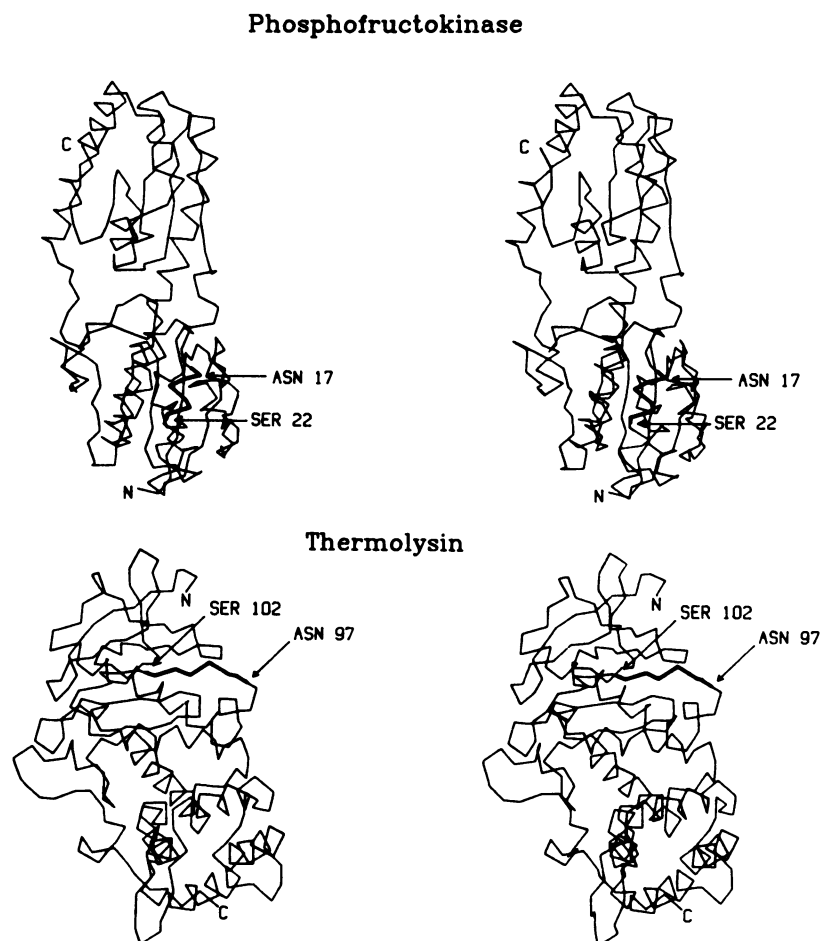 Phosphofructokinase
C C
ASN 17 ASN 17
SER 22 SER 22
N N
Thermolysin
N N
SER 102 SER 102
ASN 97 ASN 97
C C